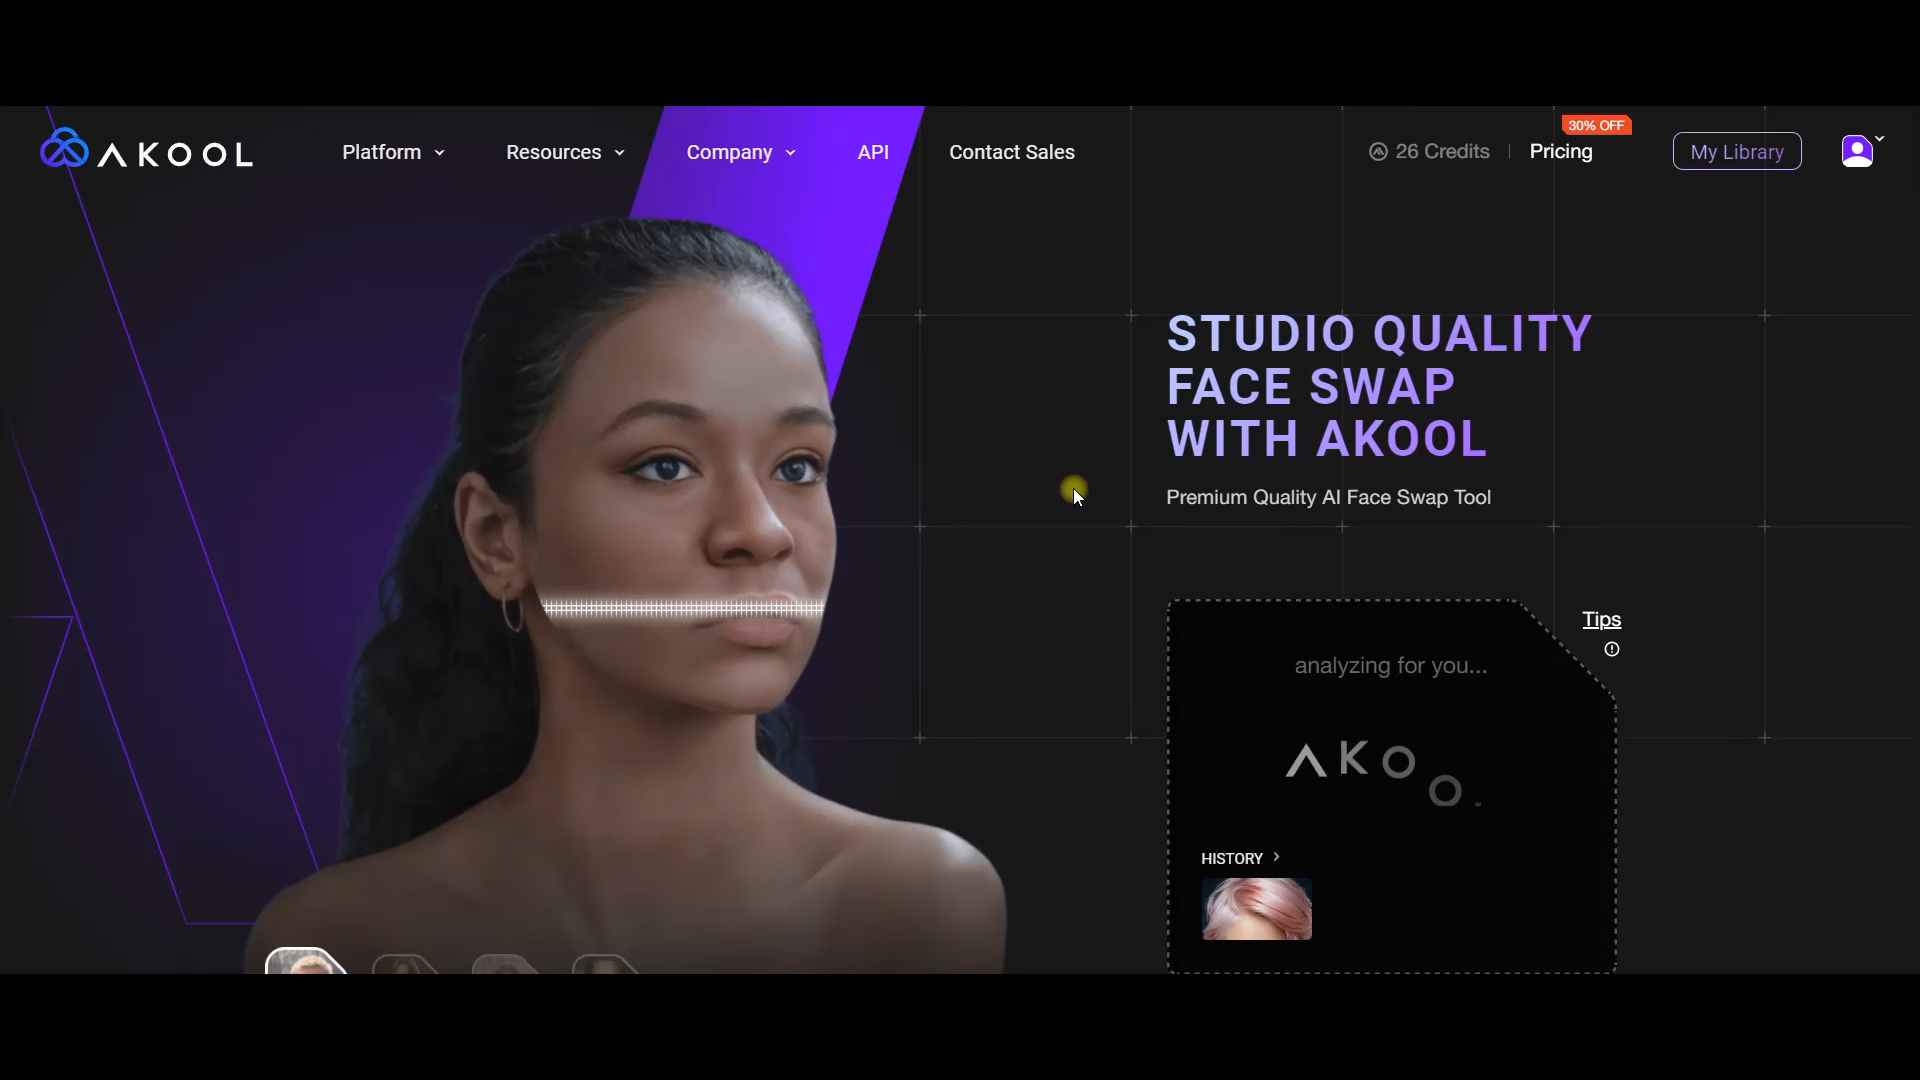 AKOOL
Platform
Resources
Company
API
Contact Sales
26 Credits
30% OFF
Pricing
My Library
STUDIO QUALITY
FACE SWAP
WITH AKOOL
Premium Quality AI Face Swap Tool
Tips
analyzing for you...
AKOO
HISTORY